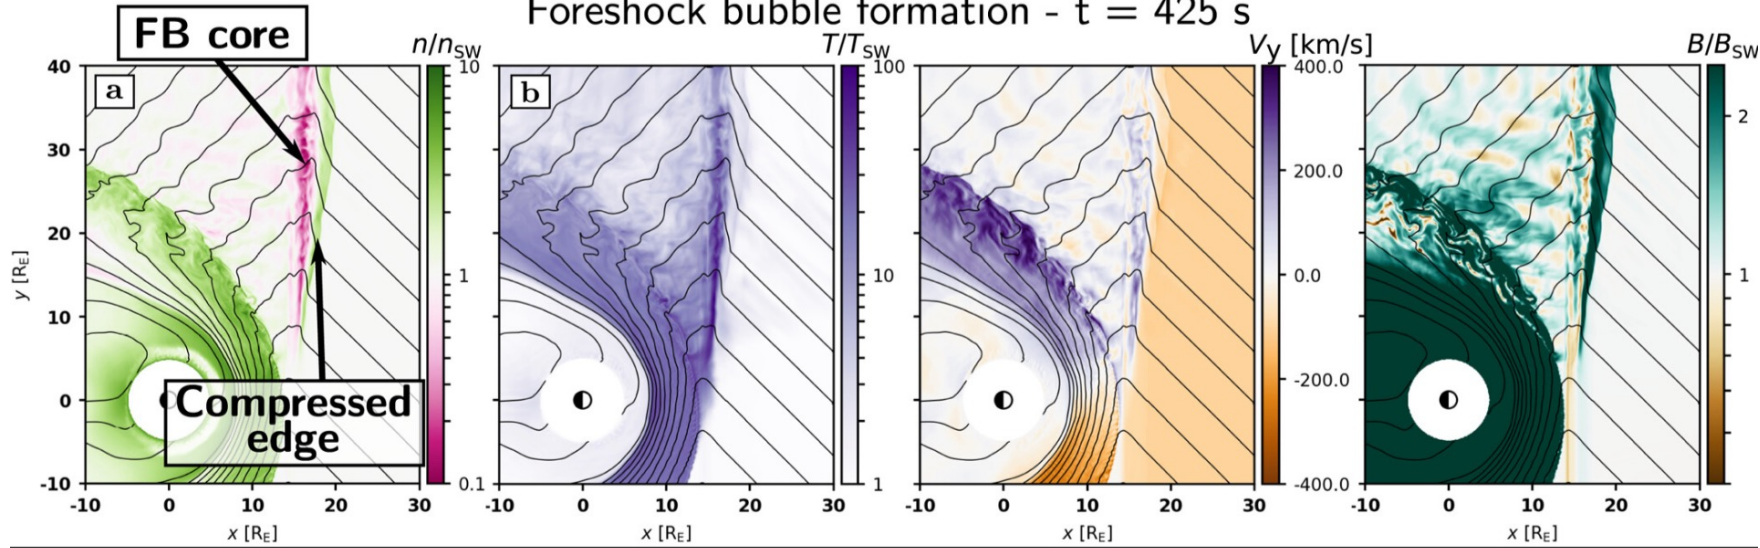 Foreshock bubble formation - t = 425 s
FB core
n/nSW
T/TSW
Vy [km/s]
B/BSW
a
b
40
30
20
10
0
-10
y [RE]
10
1
0.1
100
10
1
400.0
200.0
0.0
-200.0
-400.0
2
1
Compressed
edge
-10 0 10 20 30
-10 0 10 20 30
-10 0 10 20 30
-10 0 10 20 30
x [RE]
x [RE]
x [RE]
x [RE]